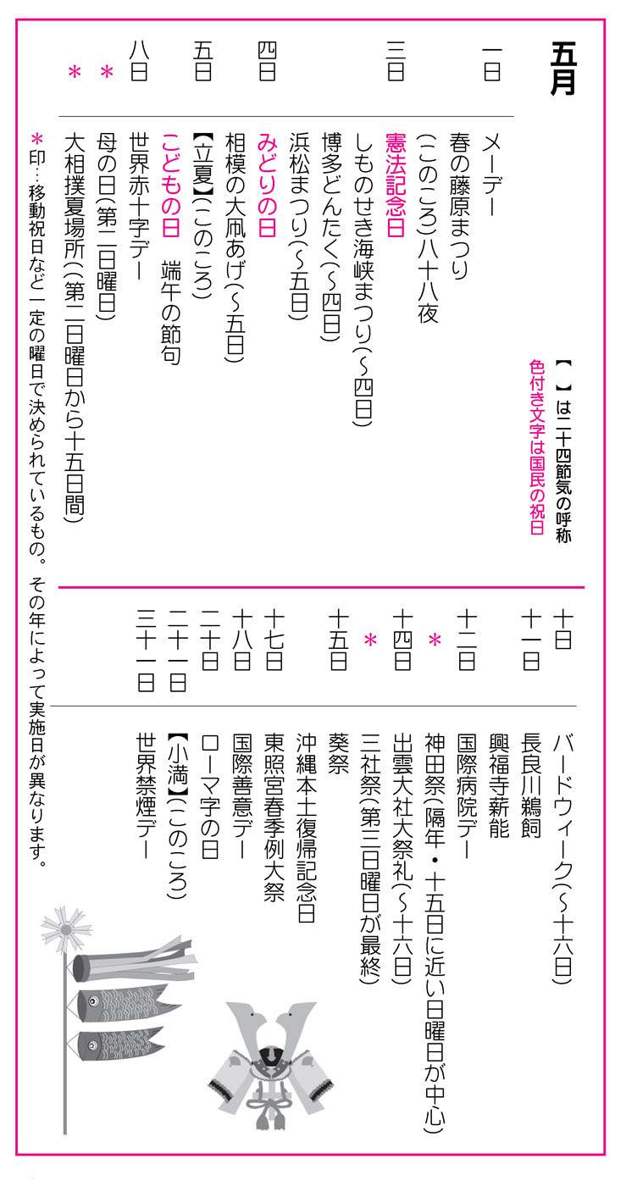 五月
【　】は二十四節気の呼称
色付き文字は国民の祝日
一日　メーデー
春の藤原まつり
(このころ)八十八夜
三日　憲法記念日
しものせき海峡まつり(〜四日)
博多どんたく(〜四日)
浜松まつり(〜五日)
四日　みどりの日
相模の大凧あげ(〜五日)
五日　【立夏】(このころ)
こどもの日　端午の節句
八日　世界赤十字デー
＊　母の日(第二日曜日)
＊　大相撲夏場所((第二日曜日から十五日間)
十日　バードウィーク(〜十六日)
十一日　長良川鵜飼
興福寺薪能
十二日　国際病院デー
＊　神田祭(隔年・十五日に近い日曜日が中心)
十四日　出雲大社大祭礼(〜十六日)
＊　三社祭(第三日曜日が最終)
十五日　葵祭
沖縄本土復帰記念日
十七日　東照宮春季例大祭
十八日　国際善意デー
二十日　ローマ字の日
二十一日　【小満】(このころ)
三十一日　世界禁煙デー
＊印…移動祝日など一定の曜日で決められているもの。その年によって実施日が異なります。